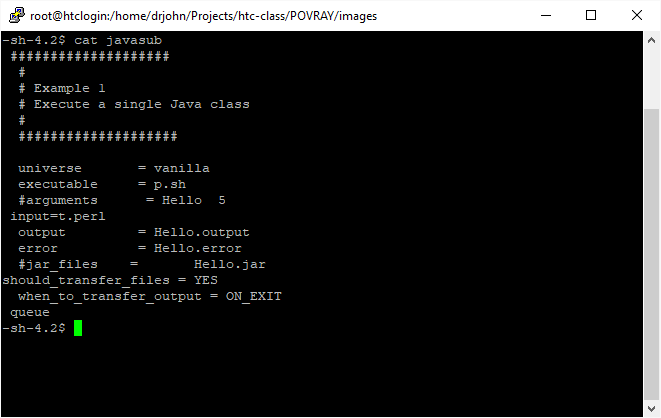 root@htclogin:/home/drjohn/Projects/htc-class/POVRAY/images
-sh-4.2$ cat javasub
 ####################
  #
  # Example 1
  # Execute a single Java class
  #
  ####################

  universe       = vanilla
  executable     = p.sh
  #arguments      = Hello  5
 input=t.perl
  output         = Hello.output
  error          = Hello.error
  #jar_files    =       Hello.jar
should_transfer_files = YES
  when_to_transfer_output = ON_EXIT
 queue
-sh-4.2$